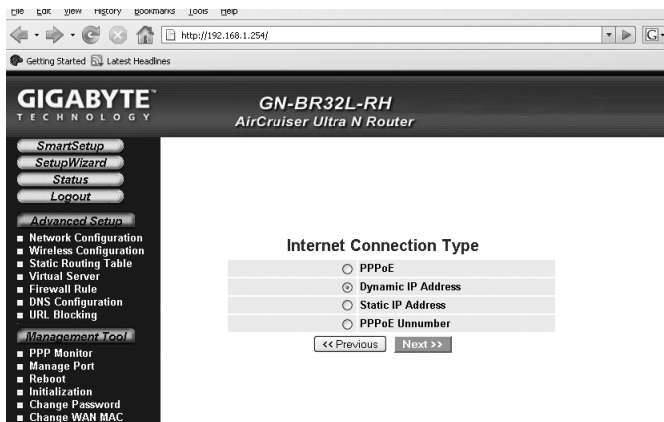 File Edit View History Bookmarks Tools Help
http://192.168.1.254/
G
Getting Started Latest Headlines
GIGABYTE™
TECHNOLOGY
GN-BR32L-RH
AirCruiser Ultra N Router
SmartSetup
SetupWizard
Status
Logout
Advanced Setup
Network Configuration
Wireless Configuration
Static Routing Table
Virtual Server
Firewall Rule
DNS Configuration
URL Blocking
Management Tool
PPP Monitor
Manage Port
Reboot
Initialization
Change Password
Change WAN MAC
Internet Connection Type
PPPoE
Dynamic IP Address
Static IP Address
PPPoE Unnumber
<< Previous Next >>